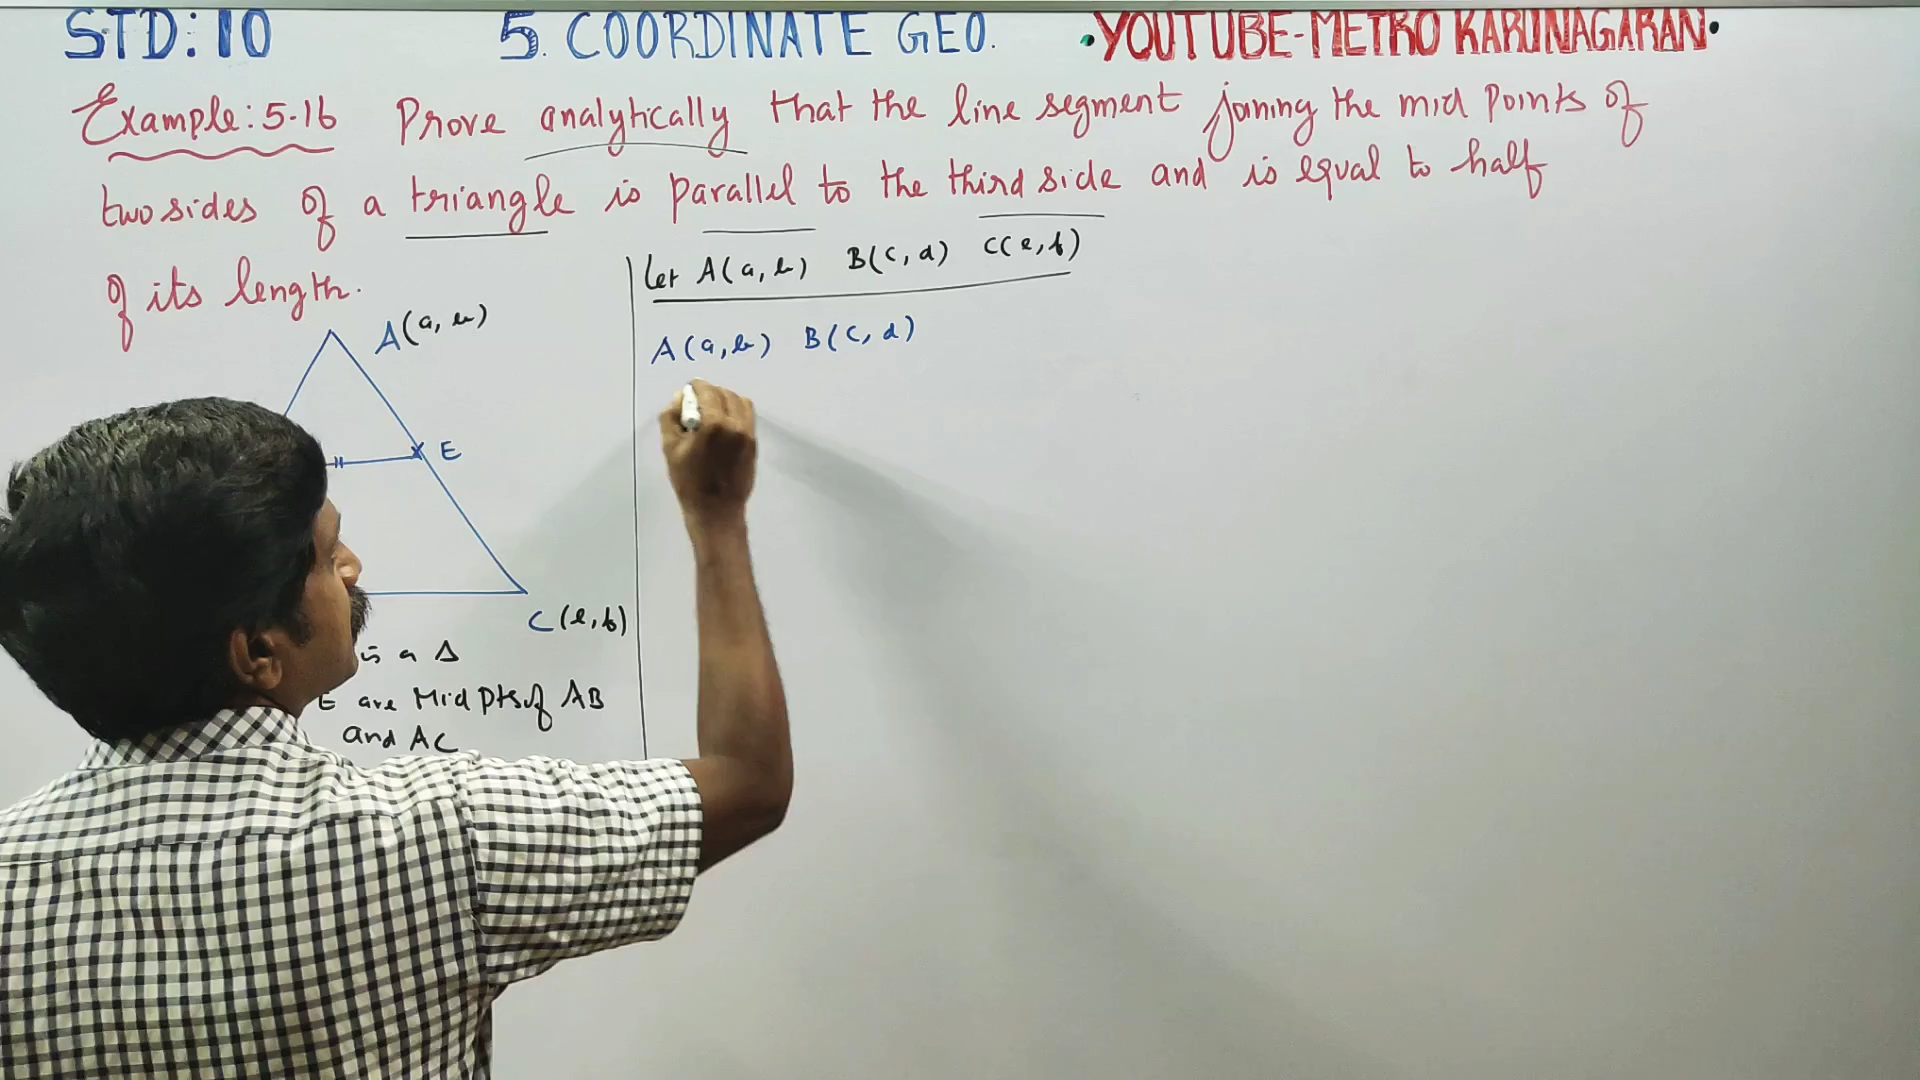 STD: 10 5. COORDINATE GEO. •YOUTUBE-METRO KARUNAGARAN•
Example: 5.16 Prove analytically that the line segment joining the mid points of
two sides of a triangle is parallel to the third side and is equal to half
of its length.
Let A(a, b) B(c, d) C(e, f)
A(a, b)
A(a, b) B(c, d)
E
C(e, f)
is a Δ
E are Mid pts of AB
and AC